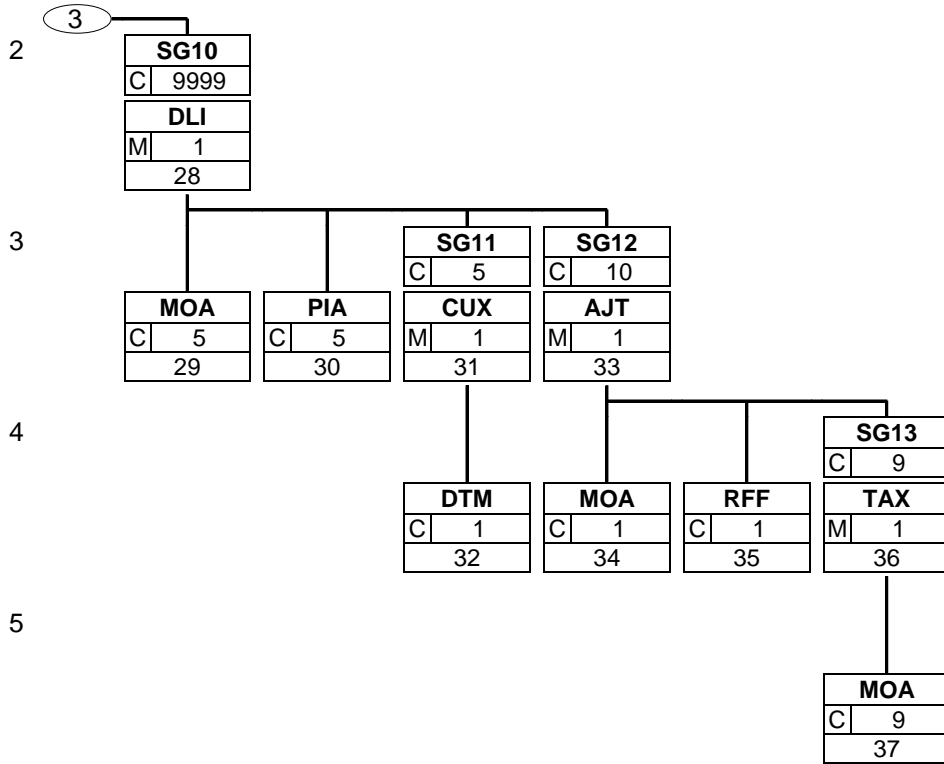 3
2
SG10
C 9999
DLI
M 1
28
3
SG11 SG12
C 5 C 10
MOA PIA CUX AJT
C 5 C 5 M 1 M 1
29 30 31 33
4
SG13
C 9
DTM MOA RFF TAX
C 1 C 1 C 1 M 1
32 34 35 36
5
MOA
C 9
37